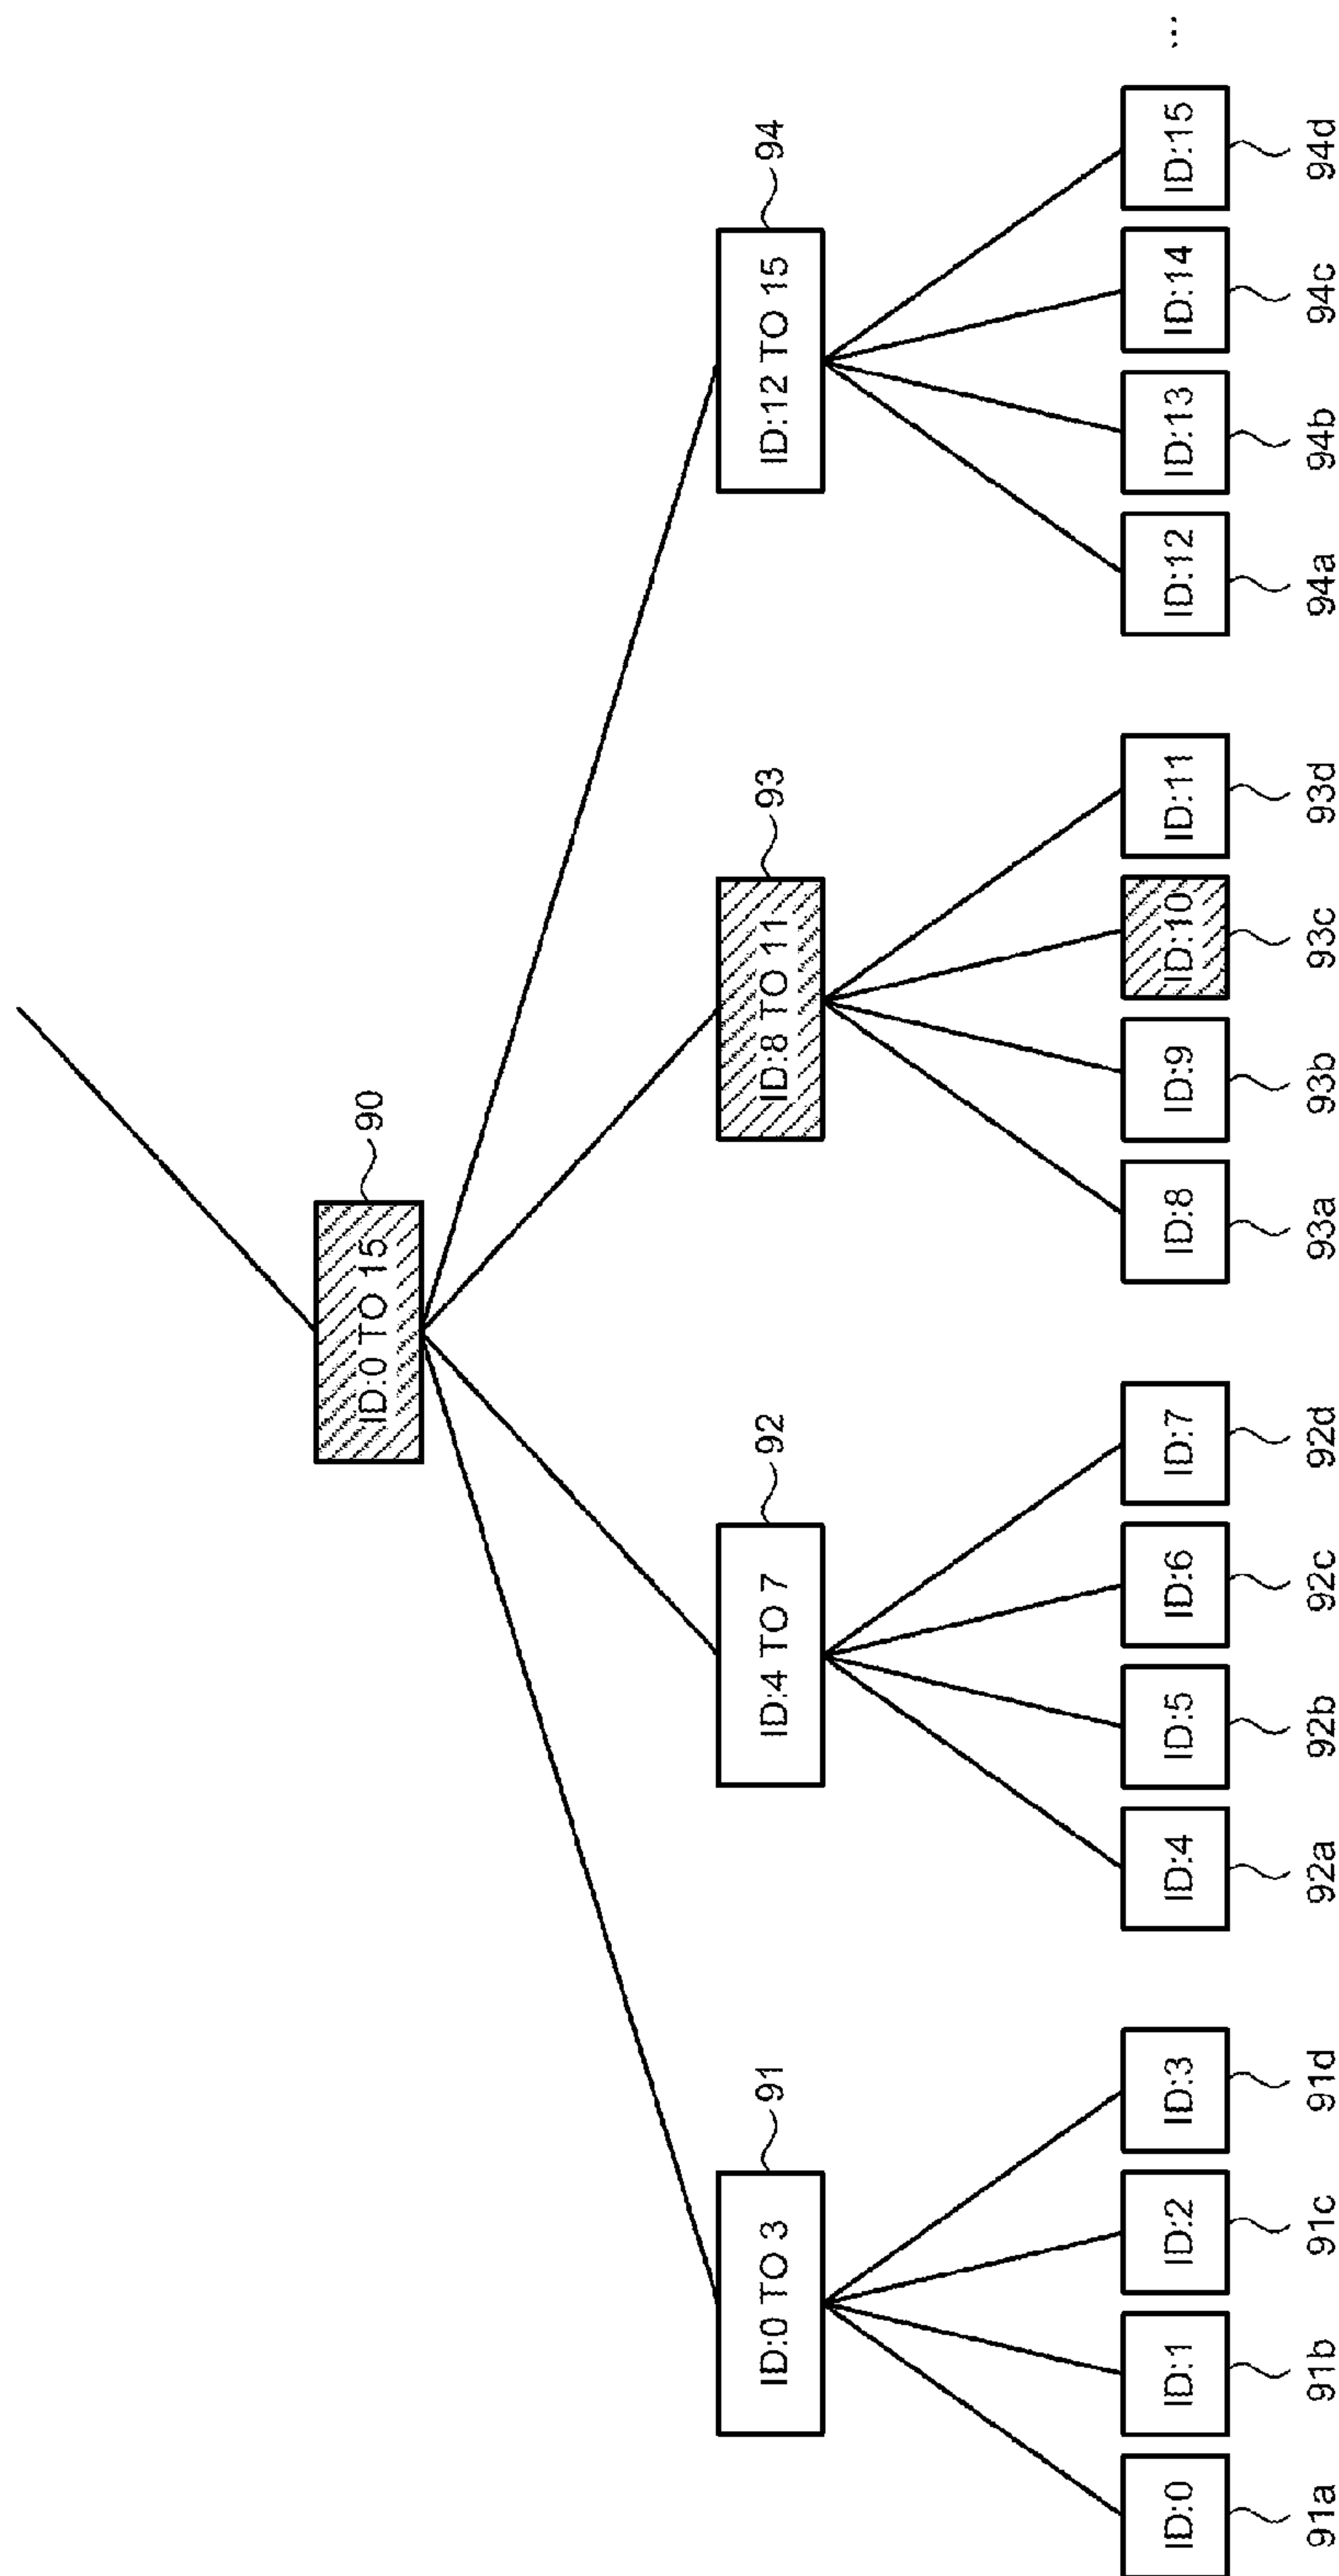 90
ID:0 TO 15
91
92
93
94
ID:0 TO 3
ID:4 TO 7
ID:8 TO 11
ID:12 TO 15
ID:0 ID:1 ID:2 ID:3 ID:4 ID:5 ID:6 ID:7 ID:8 ID:9 ID:10 ID:11 ID:12 ID:13 ID:14 ID:15 ...
91a 91b 91c 91d 92a 92b 92c 92d 93a 93b 93c 93d 94a 94b 94c 94d